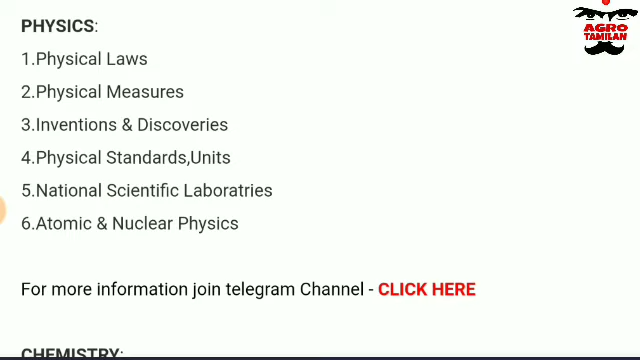 AGRO
TAMILAN
PHYSICS:
1.Physical Laws
2.Physical Measures
3.Inventions & Discoveries
4.Physical Standards,Units
5.National Scientific Laboratries
6.Atomic & Nuclear Physics
For more information join telegram Channel - CLICK HERE
CHEMISTRY: